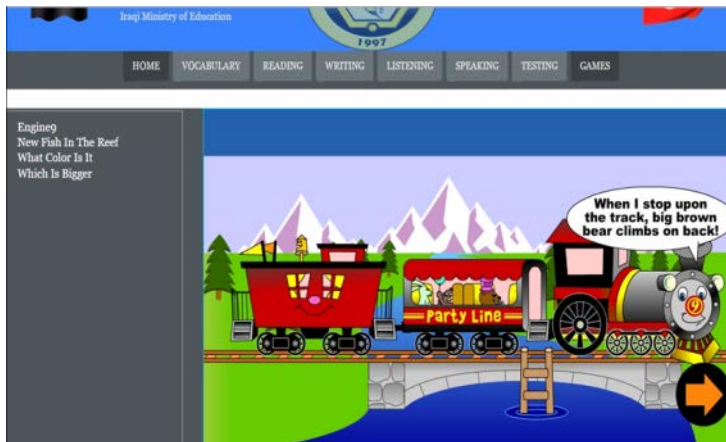 Iraqi Ministry of Education
1997
HOME VOCABULARY READING WRITING LISTENING SPEAKING TESTING GAMES
Engine9
New Fish In The Reef
What Color Is It
Which Is Bigger
When I stop upon
the track, big brown
bear climbs on back!
Party Line
9